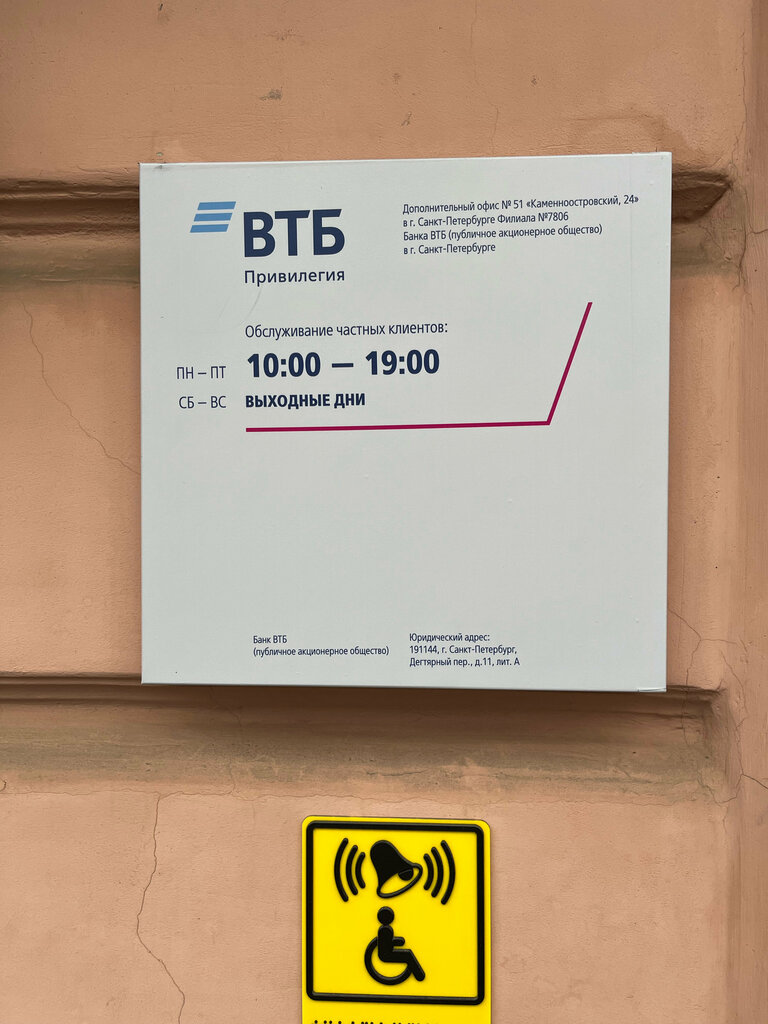 ВТБ
Привилегия
Дополнительный офис № 51 «Каменноостровский, 24»
в г. Санкт-Петербурге Филиала №7806
Банка ВТБ (публичное акционерное общество)
в г. Санкт-Петербурге
Обслуживание частных клиентов:
ПН – ПТ 10:00 — 19:00
СБ – ВС ВЫХОДНЫЕ ДНИ
Банк ВТБ
(публичное акционерное общество)
Юридический адрес:
191144, г. Санкт-Петербург,
Дегтярный пер., д.11, лит. А